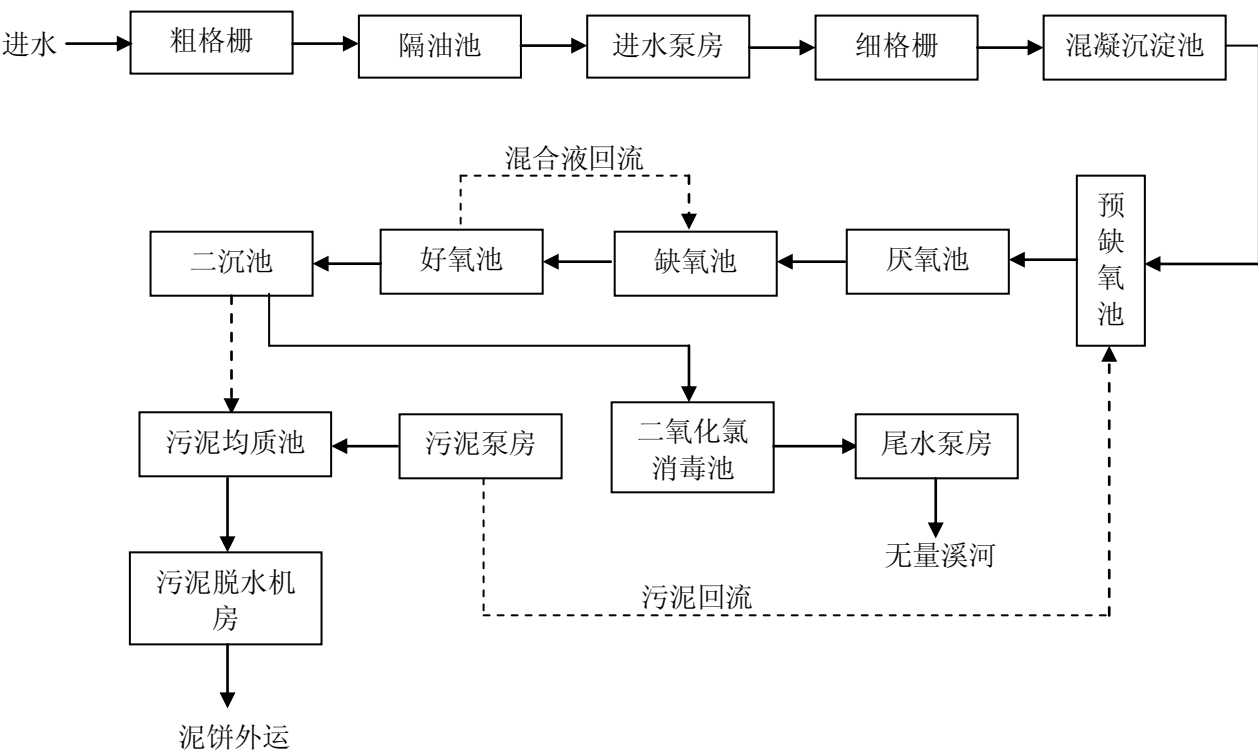 进水
粗格栅
隔油池
进水泵房
细格栅
混凝沉淀池
混合液回流
二沉池
好氧池
缺氧池
厌氧池
预
缺
氧
池
污泥均质池
污泥泵房
二氧化氯
消毒池
尾水泵房
无量溪河
污泥脱水机
房
污泥回流
泥饼外运